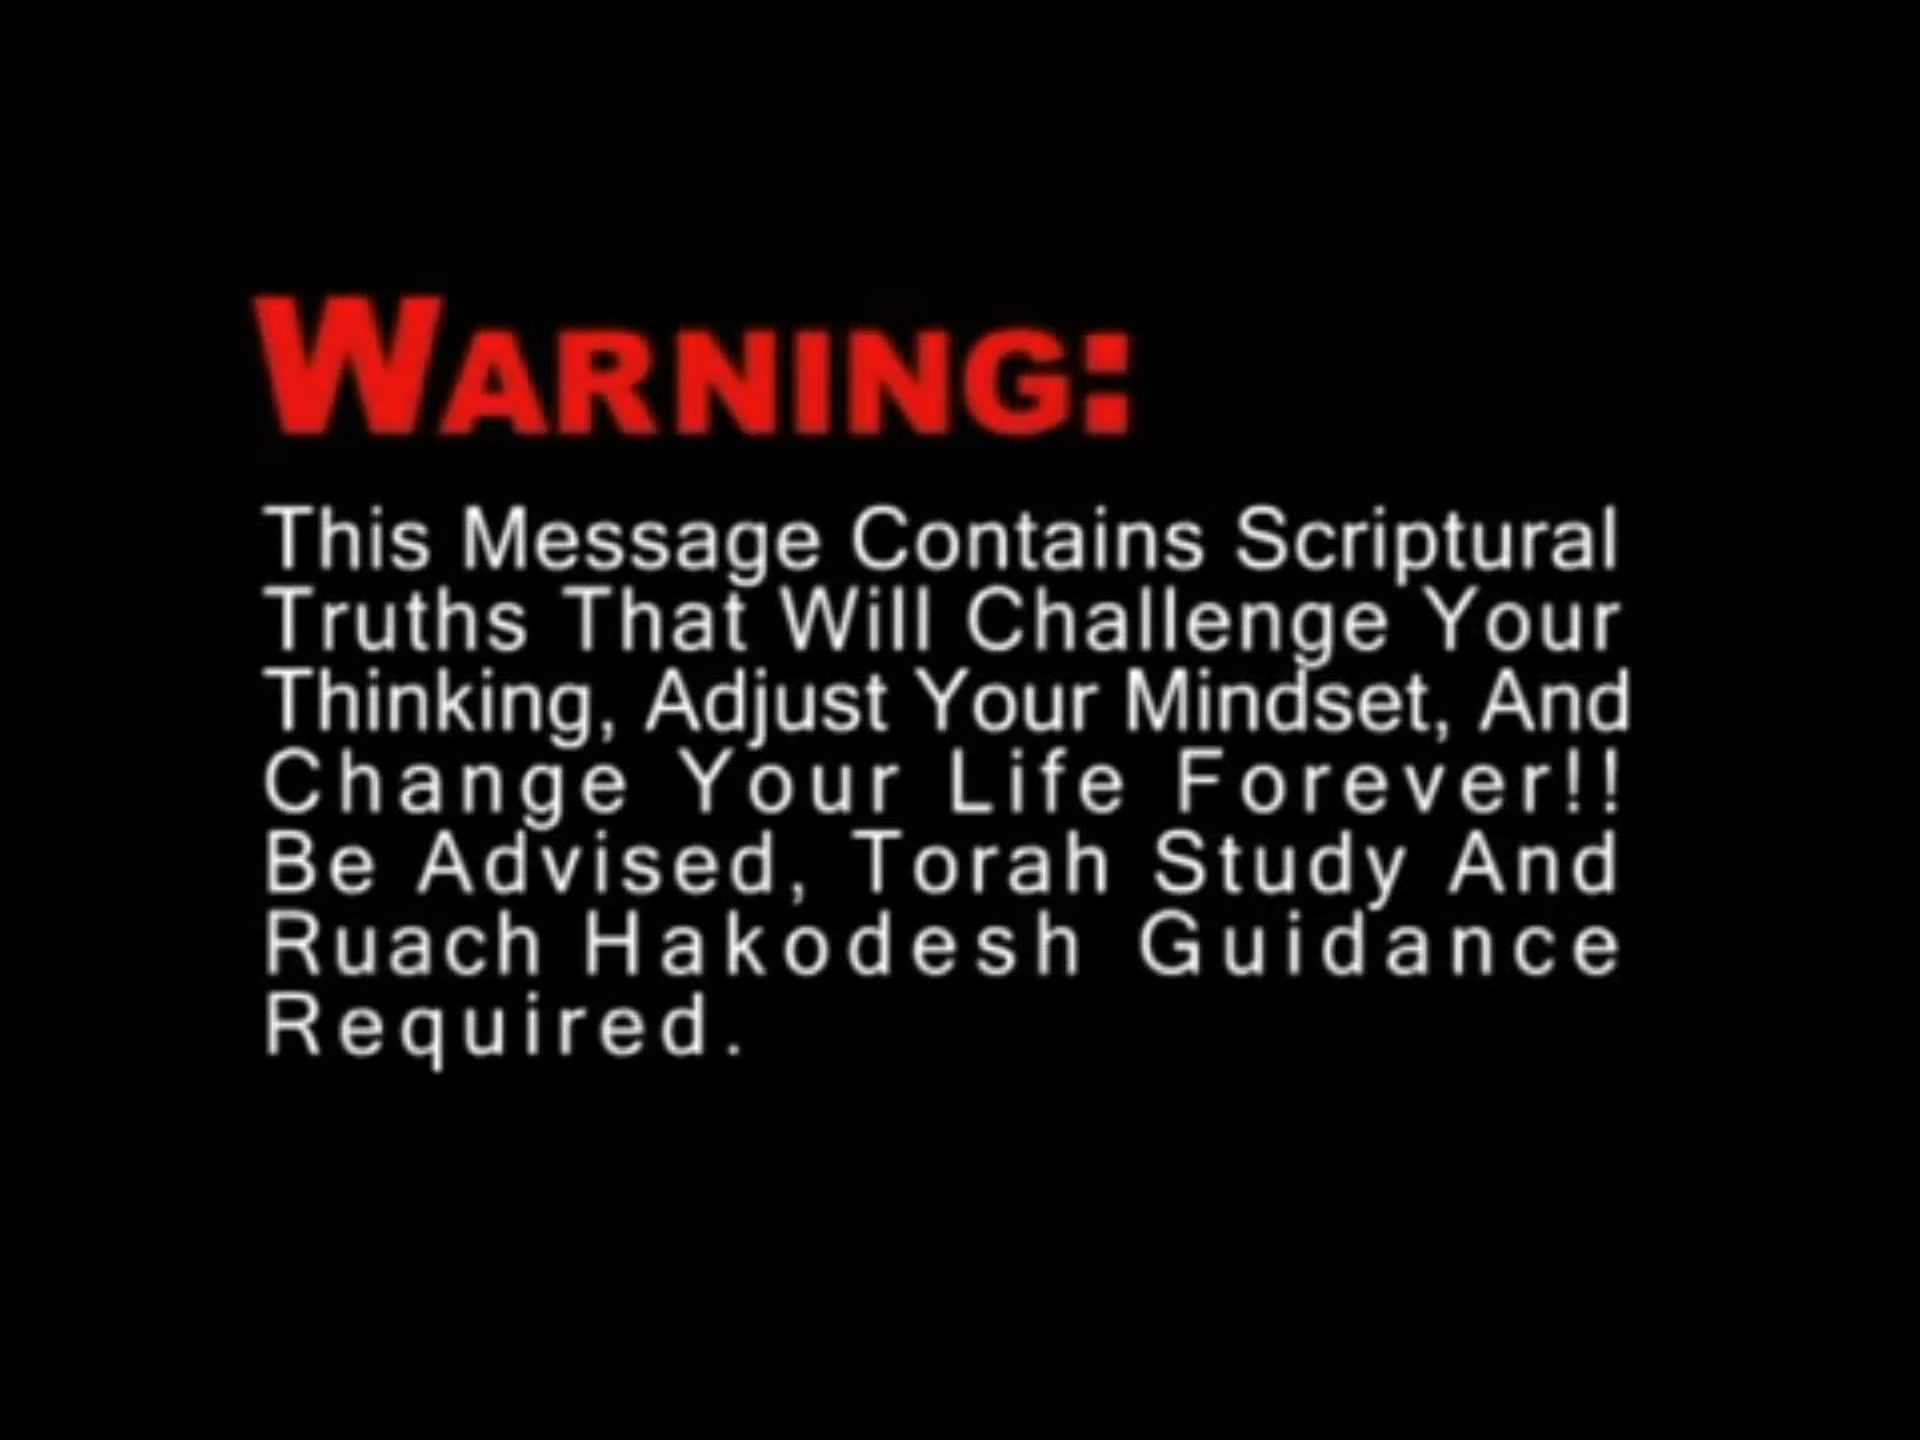 WARNING:
This Message Contains Scriptural
Truths That Will Challenge Your
Thinking, Adjust Your Mindset, And
Change Your Life Forever!!
Be Advised, Torah Study And
Ruach Hakodesh Guidance
Required.